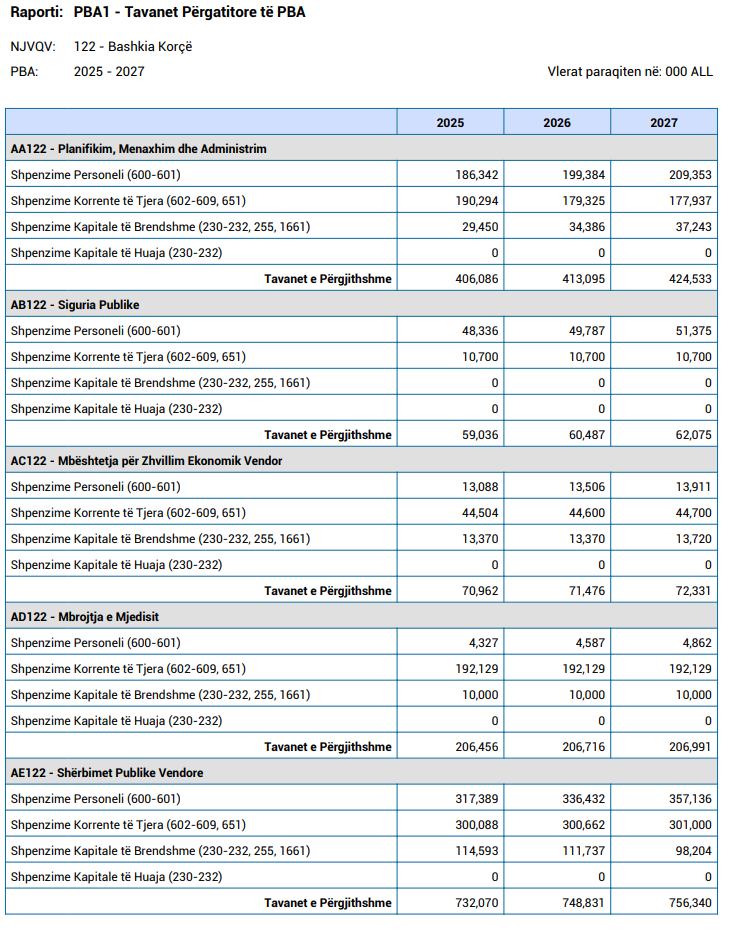 Raporti: PBA1 - Tavanet Përgatitore të PBA
NJVQV: 122 - Bashkia Korçë
PBA: 2025 - 2027 Vlerat paraqiten në: 000 ALL
2025 2026 2027
AA122 - Planifikim, Menaxhim dhe Administrim
Shpenzime Personeli (600-601) 186,342 199,384 209,353
Shpenzime Korrente të Tjera (602-609, 651) 190,294 179,325 177,937
Shpenzime Kapitale të Brendshme (230-232, 255, 1661) 29,450 34,386 37,243
Shpenzime Kapitale të Huaja (230-232) 0 0 0
Tavanet e Përgjithshme 406,086 413,095 424,533
AB122 - Siguria Publike
Shpenzime Personeli (600-601) 48,336 49,787 51,375
Shpenzime Korrente të Tjera (602-609, 651) 10,700 10,700 10,700
Shpenzime Kapitale të Brendshme (230-232, 255, 1661) 0 0 0
Shpenzime Kapitale të Huaja (230-232) 0 0 0
Tavanet e Përgjithshme 59,036 60,487 62,075
AC122 - Mbështetja për Zhvillim Ekonomik Vendor
Shpenzime Personeli (600-601) 13,088 13,506 13,911
Shpenzime Korrente të Tjera (602-609, 651) 44,504 44,600 44,700
Shpenzime Kapitale të Brendshme (230-232, 255, 1661) 13,370 13,370 13,720
Shpenzime Kapitale të Huaja (230-232) 0 0 0
Tavanet e Përgjithshme 70,962 71,476 72,331
AD122 - Mbrojtja e Mjedisit
Shpenzime Personeli (600-601) 4,327 4,587 4,862
Shpenzime Korrente të Tjera (602-609, 651) 192,129 192,129 192,129
Shpenzime Kapitale të Brendshme (230-232, 255, 1661) 10,000 10,000 10,000
Shpenzime Kapitale të Huaja (230-232) 0 0 0
Tavanet e Përgjithshme 206,456 206,716 206,991
AE122 - Shërbimet Publike Vendore
Shpenzime Personeli (600-601) 317,389 336,432 357,136
Shpenzime Korrente të Tjera (602-609, 651) 300,088 300,662 301,000
Shpenzime Kapitale të Brendshme (230-232, 255, 1661) 114,593 111,737 98,204
Shpenzime Kapitale të Huaja (230-232) 0 0 0
Tavanet e Përgjithshme 732,070 748,831 756,340